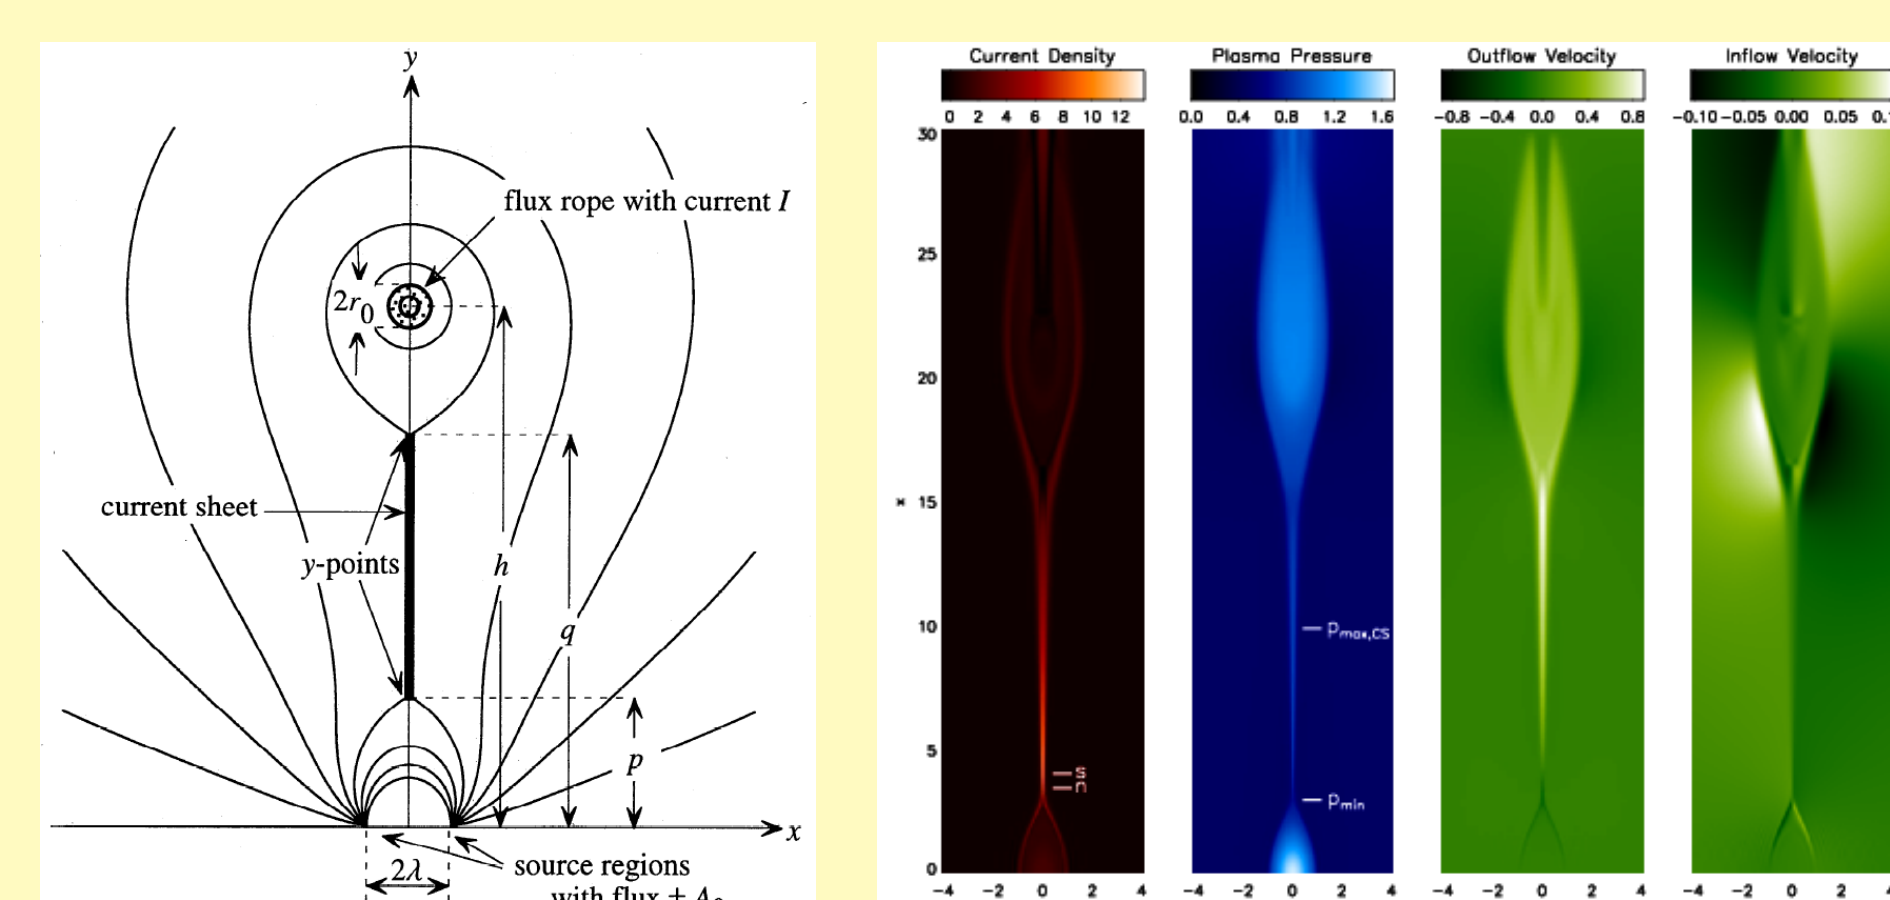 y
flux rope with current I
2r0
current sheet
y-points
h
q
p
x
2λ
source regions
Current Density
0 2 4 6 8 10 12
30
25
20
x 15
10
5
0
s
n
-4 -2 0 2 4
Plasma Pressure
0.0 0.4 0.8 1.2 1.6
pmax,CS
pmin
-4 -2 0 2 4
Outflow Velocity
-0.8 -0.4 0.0 0.4 0.8
-4 -2 0 2 4
Inflow Velocity
-0.10 -0.05 0.00 0.05
-4 -2 0 2